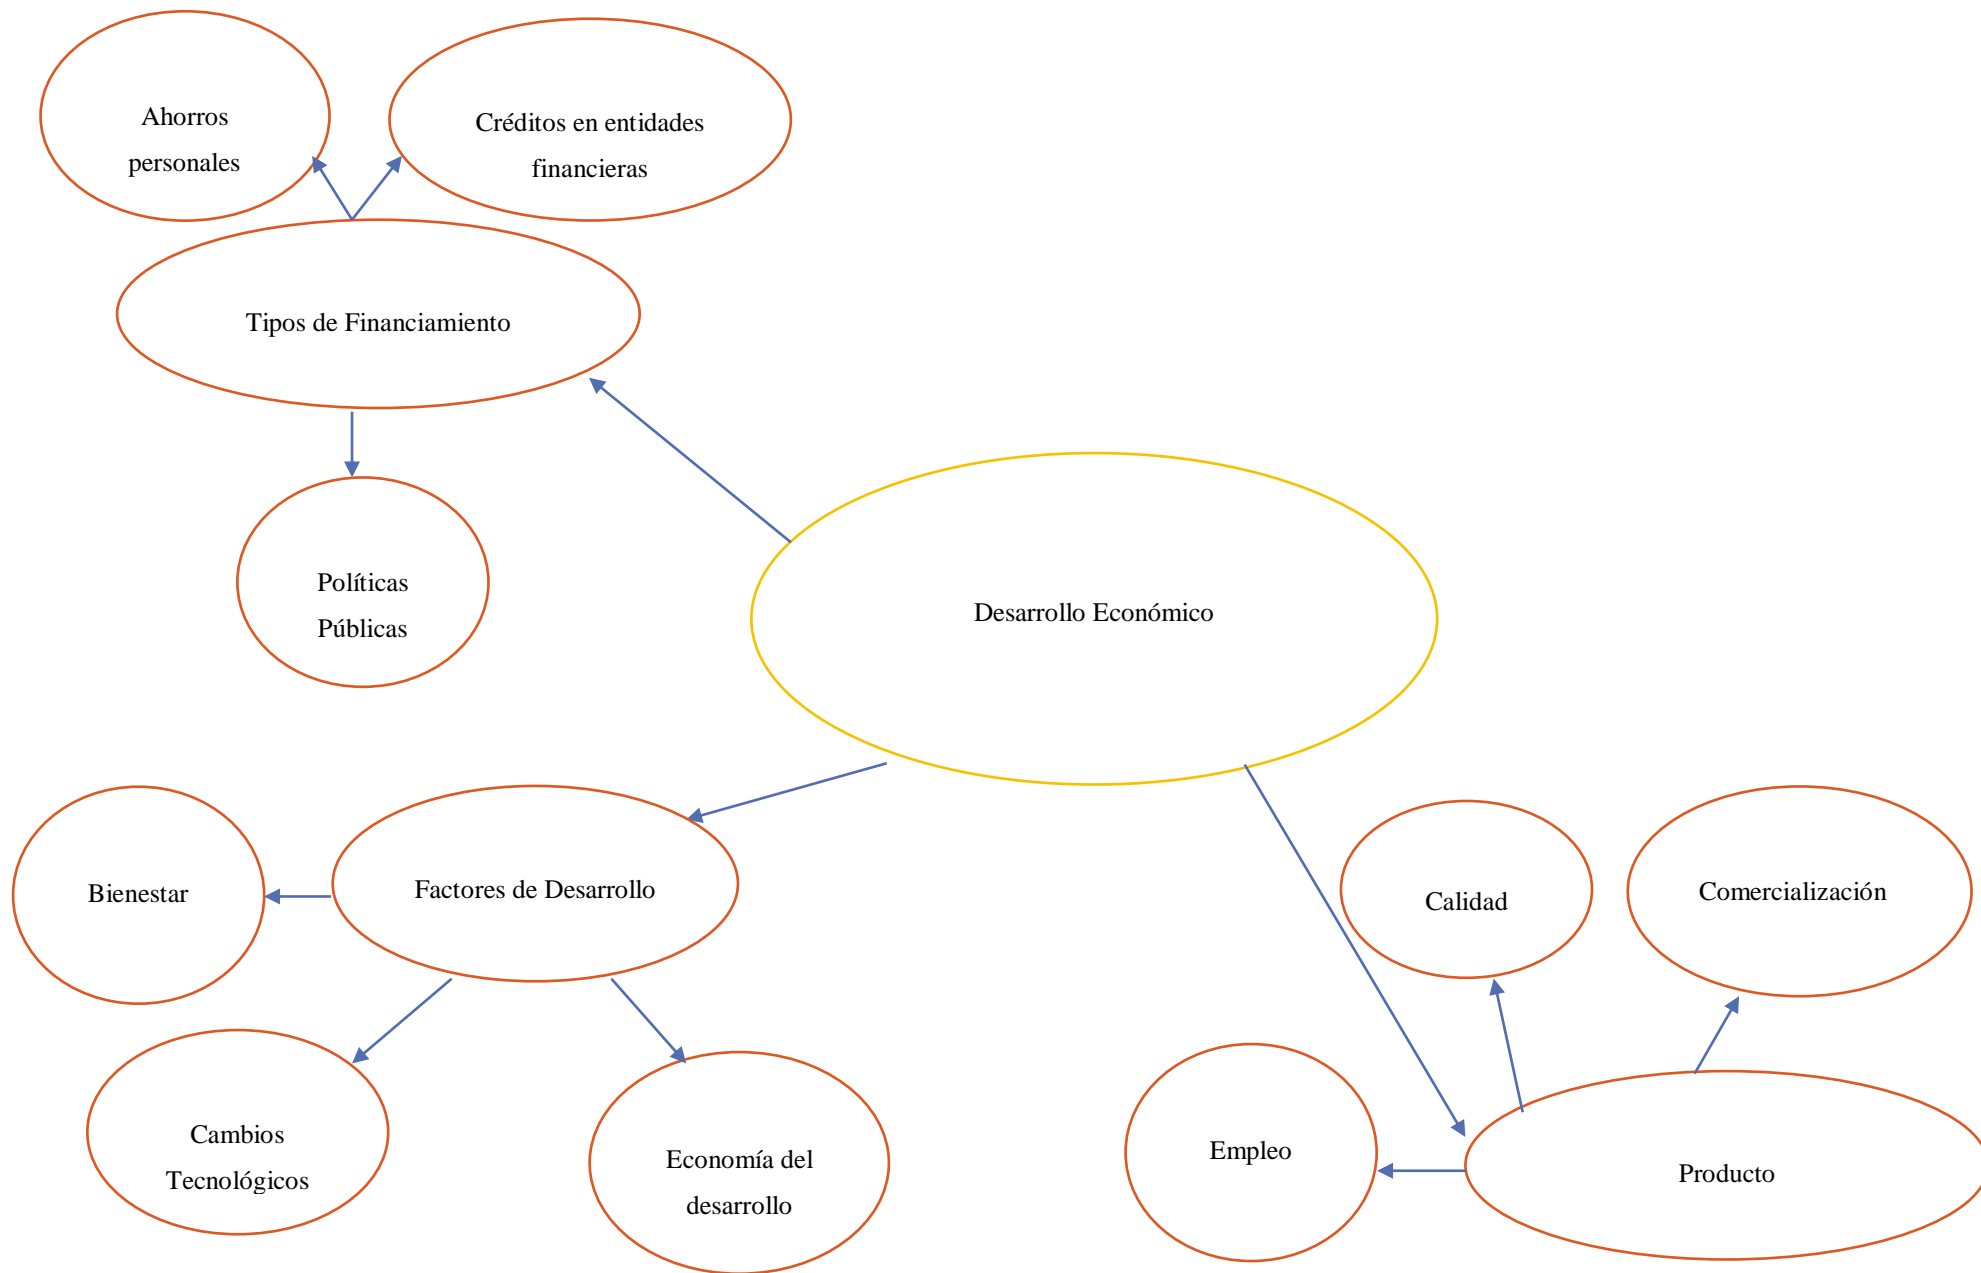 Ahorros
personales
Créditos en entidades
financieras
Tipos de Financiamiento
Políticas
Públicas
Desarrollo Económico
Bienestar
Factores de Desarrollo
Calidad
Comercialización
Cambios
Tecnológicos
Economía del
desarrollo
Empleo
Producto